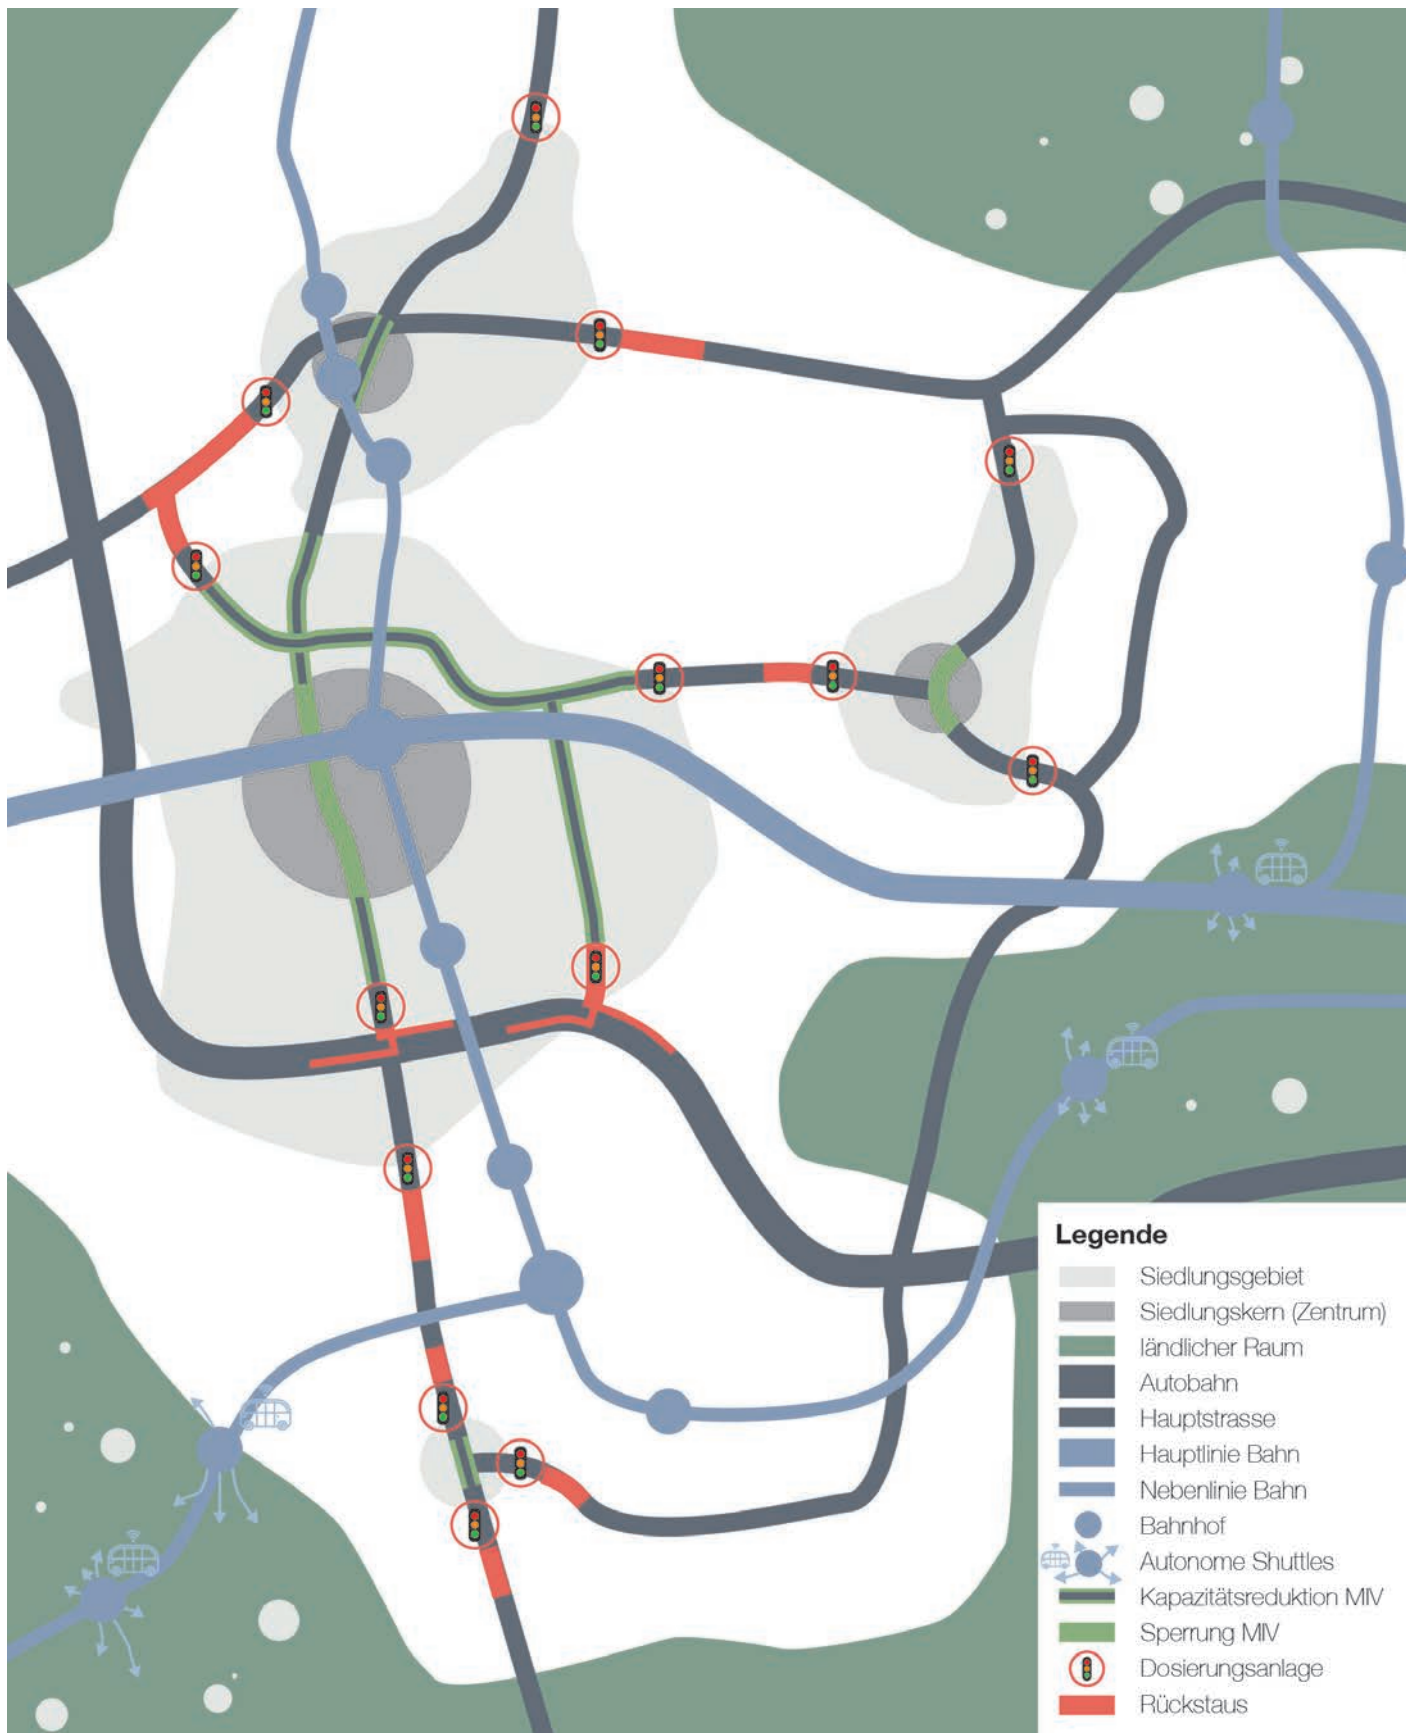 Legende
Siedlungsgebiet
Siedlungskern (Zentrum)
ländlicher Raum
Autobahn
Hauptstrasse
Hauptlinie Bahn
Nebenlinie Bahn
Bahnhof
Autonome Shuttles
Kapazitätsreduktion MIV
Sperrung MIV
Dosierungsanlage
Rückstaus